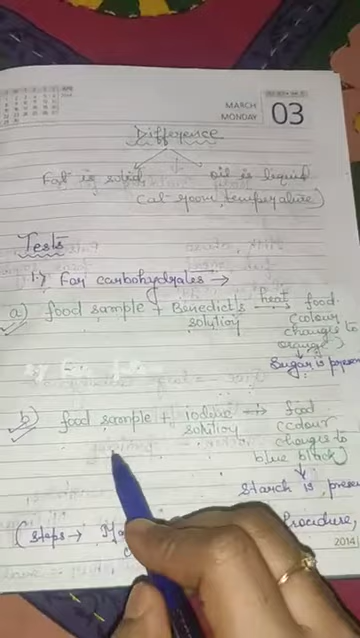 MARCH
MONDAY 03
Difference
Fat is solid oil is liquid
(at room temperature)
Tests
1.) For carbohydrates →
a) food sample + Benedict's heat food
solution (colour
changes to
orange)
Sugar is presen
b) food sample + iodine → food
solution (colour
changes to
blue black)
Starch is presen
(Steps → Procedure,
2014